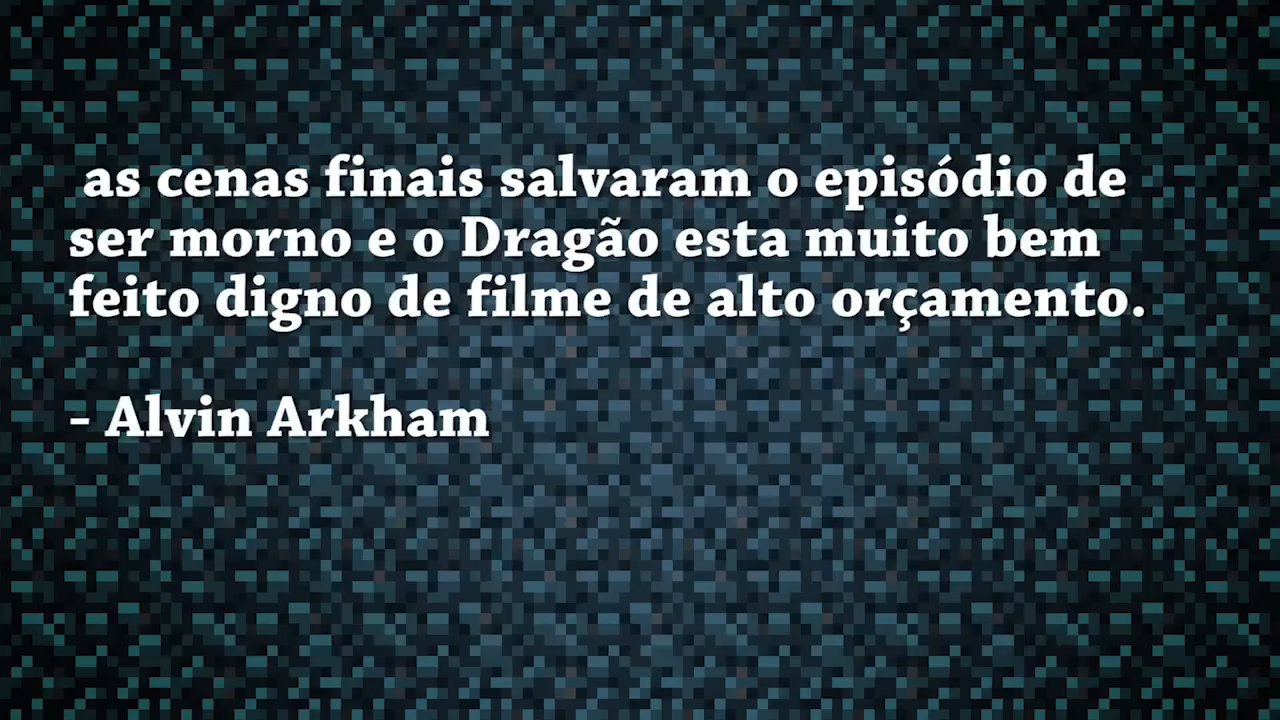 as cenas finais salvaram o episódio de
ser morno e o Dragão esta muito bem
feito digno de filme de alto orçamento.
- Alvin Arkham